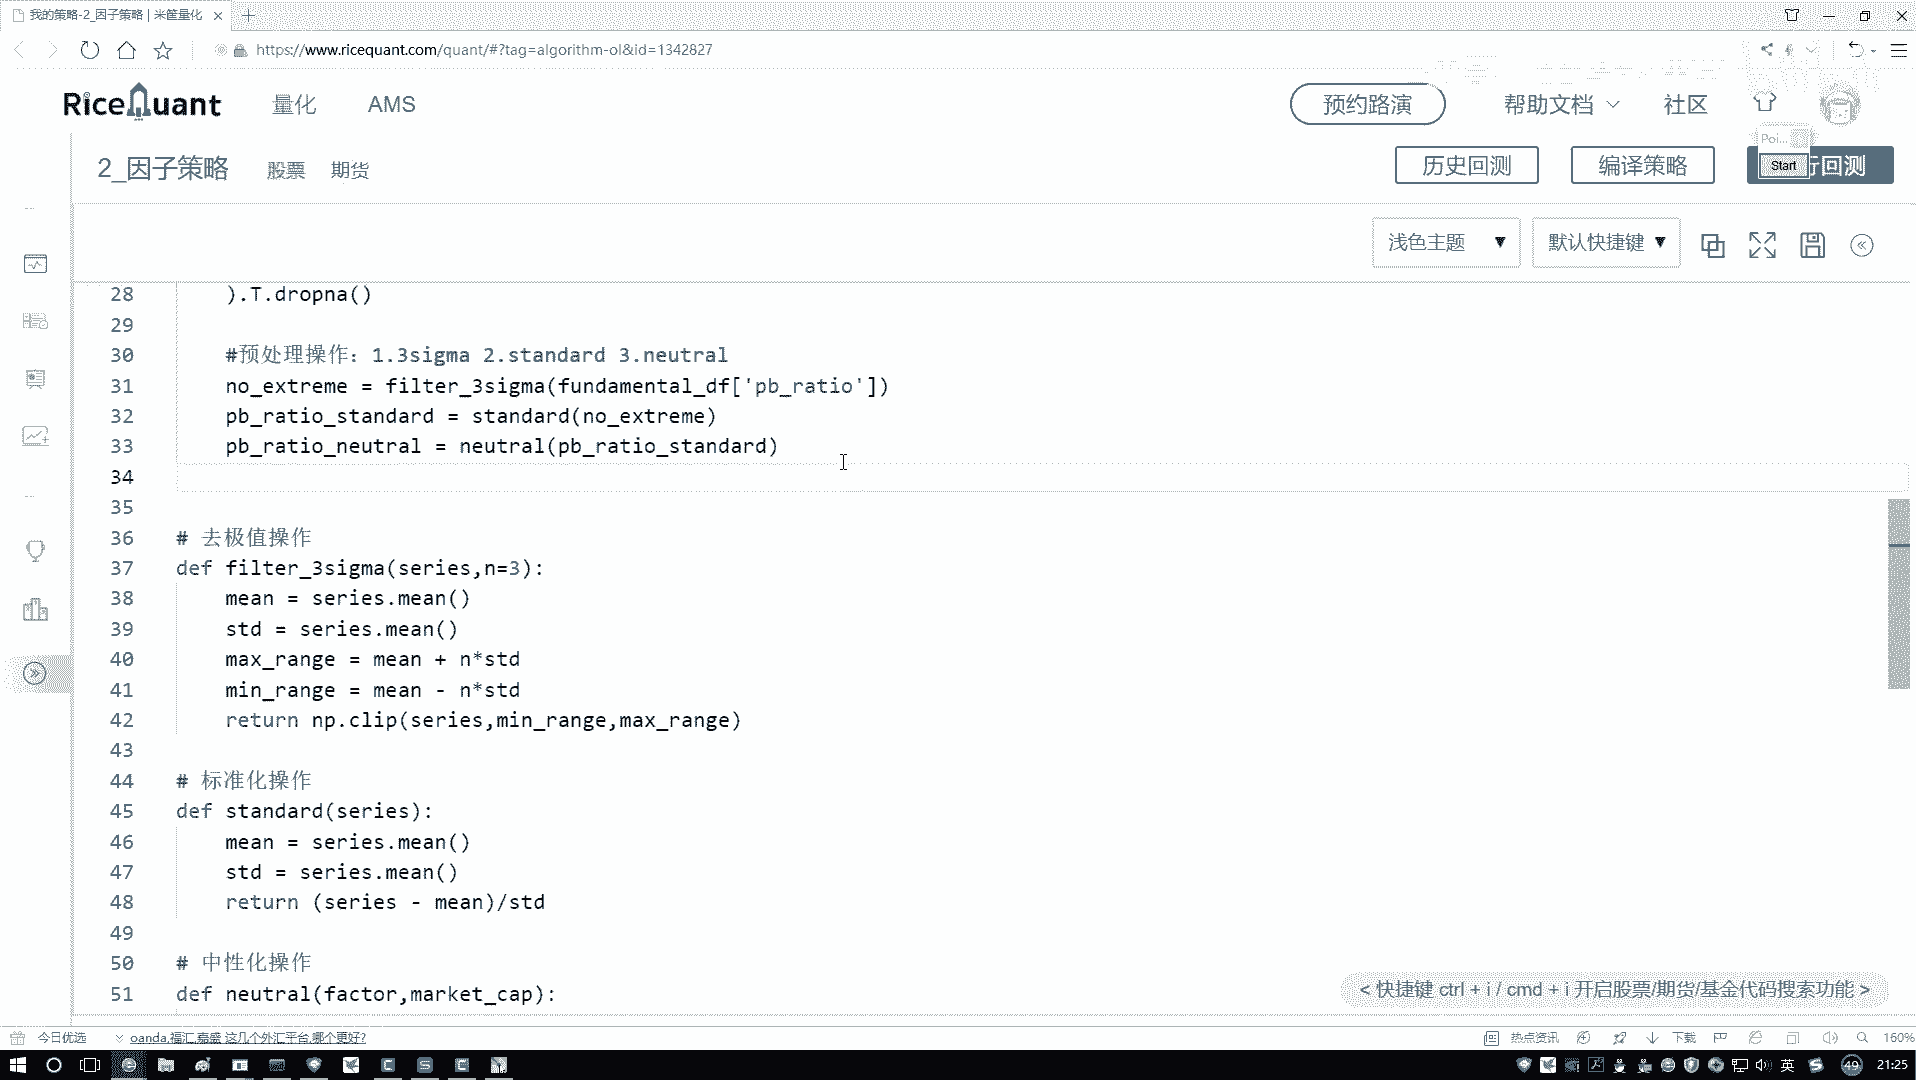 我的策略-2_因子策略 | 米筐量化
https://www.ricequant.com/quant/#?tag=algorithm-ol&id=1342827
RiceQuant 量化 AMS 预约路演 帮助文档 社区
Poi...
2_因子策略 股票 期货 历史回测 编译策略 Start 行回测
浅色主题 ▼ 默认快捷键 ▼
28 ).T.dropna()
29
30 #预处理操作：1.3sigma 2.standard 3.neutral
31 no_extreme = filter_3sigma(fundamental_df['pb_ratio'])
32 pb_ratio_standard = standard(no_extreme)
33 pb_ratio_neutral = neutral(pb_ratio_standard)
34
35
36 # 去极值操作
37 def filter_3sigma(series,n=3):
38 mean = series.mean()
39 std = series.mean()
40 max_range = mean + n*std
41 min_range = mean - n*std
42 return np.clip(series,min_range,max_range)
43
44 # 标准化操作
45 def standard(series):
46 mean = series.mean()
47 std = series.mean()
48 return (series - mean)/std
49
50 # 中性化操作
51 def neutral(factor,market_cap):
< 快捷键 ctrl + i / cmd + i 开启股票/期货/基金代码搜索功能 >
今日优选 oanda,福汇,嘉盛 这几个外汇平台,哪个更好? 热点资讯 下载 160%
英 49 21:25